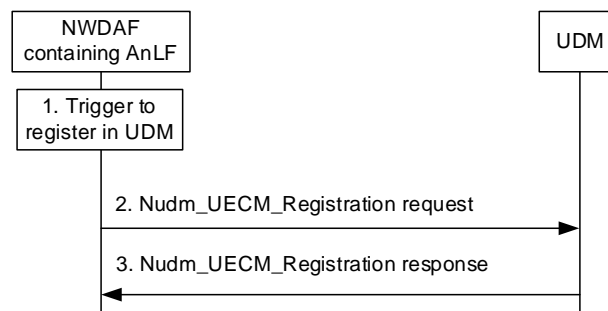 NWDAF
containing AnLF
UDM
1. Trigger to
register in UDM
2. Nudm_UECM_Registration request
3. Nudm_UECM_Registration response